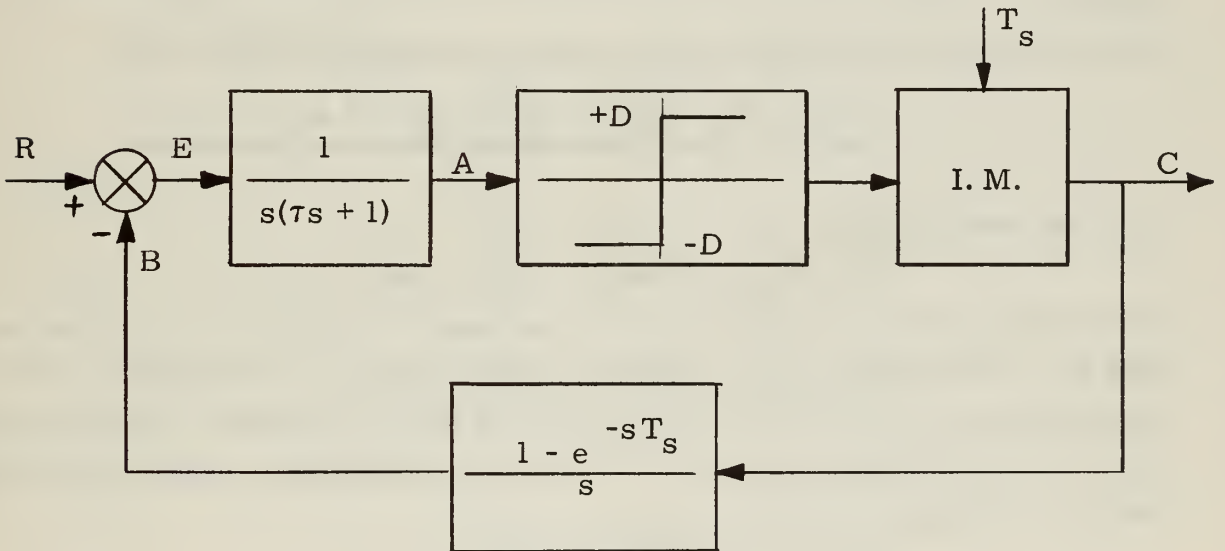 T_s
R
+
-
E
1
s(τs + 1)
A
+D
-D
I. M.
C
B
1 - e^{-sT_s}
s